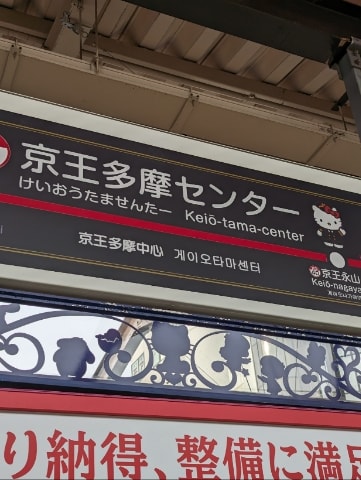 京王多摩センター
けいおうたませんたー Keiō-tama-center
京王多摩中心 게이오타마센터
京王永山
Keiō-nagaya
り納得、整備に満足